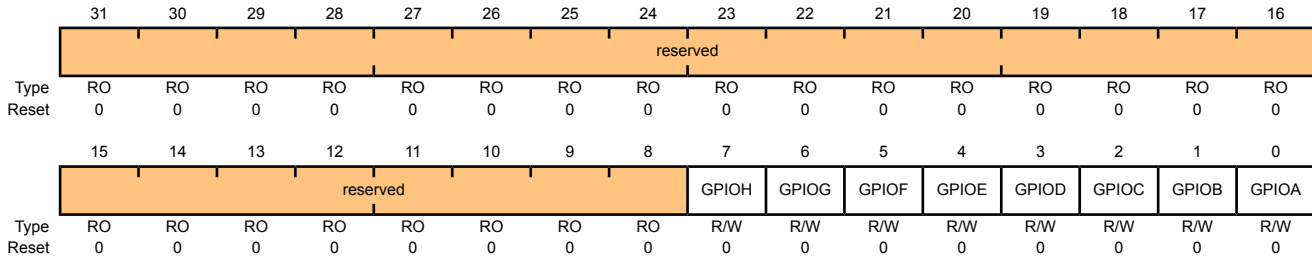 31 30 29 28 27 26 25 24 23 22 21 20 19 18 17 16
reserved
Type RO RO RO RO RO RO RO RO RO RO RO RO RO RO RO RO
Reset 0 0 0 0 0 0 0 0 0 0 0 0 0 0 0 0
15 14 13 12 11 10 9 8 7 6 5 4 3 2 1 0
reserved GPIOH GPIOG GPIOF GPIOE GPIOD GPIOC GPIOB GPIOA
Type RO RO RO RO RO RO RO RO R/W R/W R/W R/W R/W R/W R/W R/W
Reset 0 0 0 0 0 0 0 0 0 0 0 0 0 0 0 0